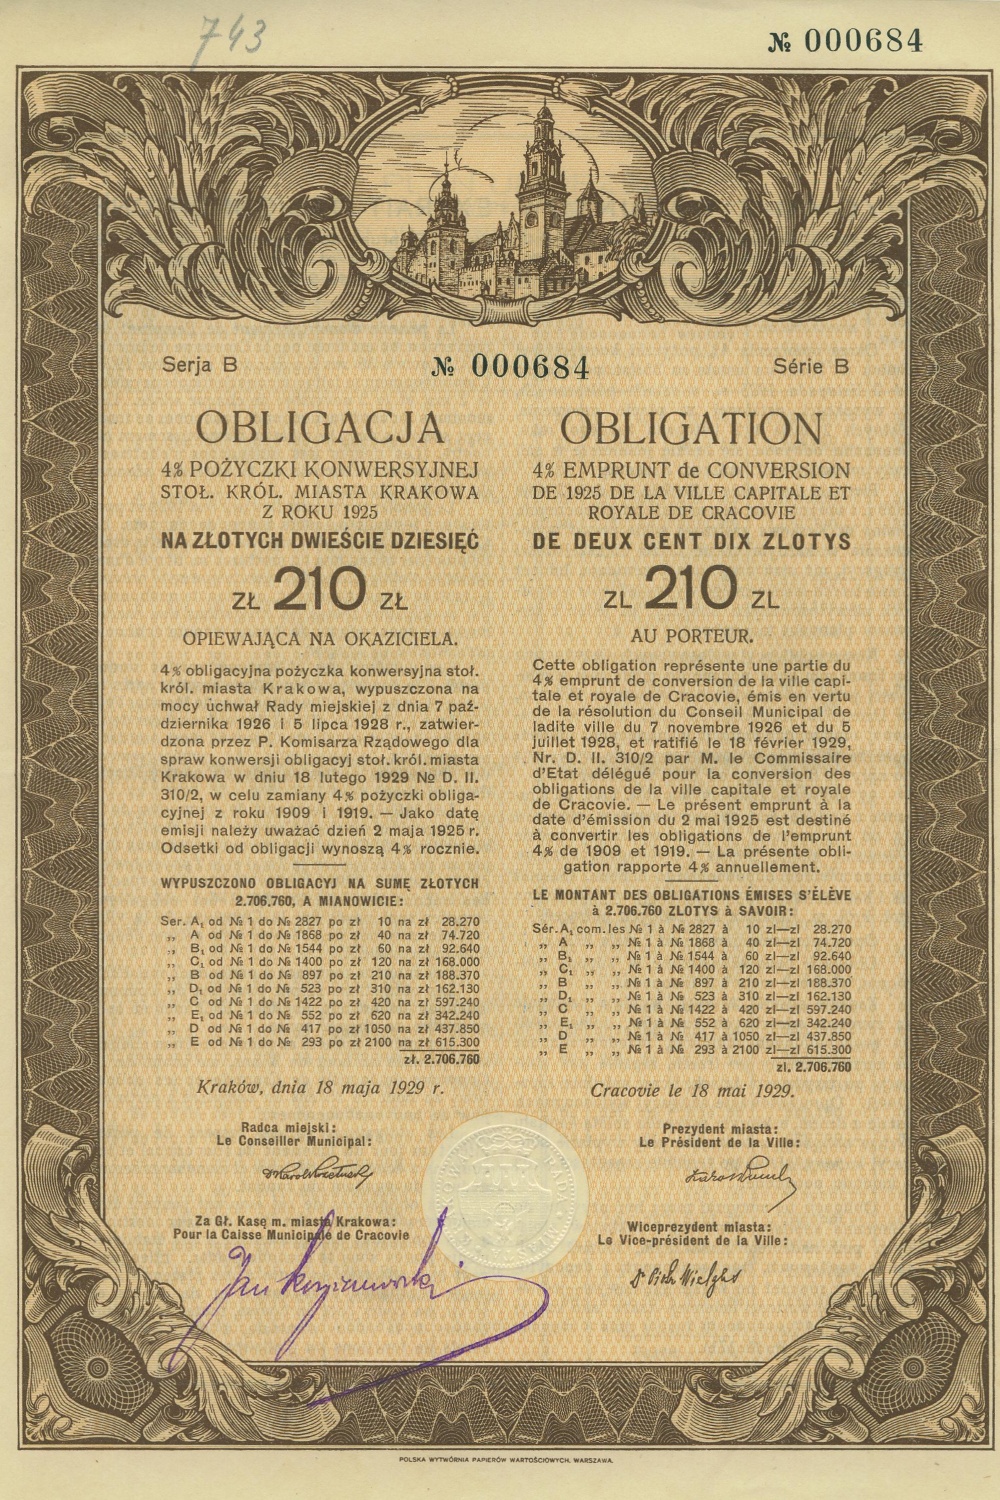 743
№ 000684
Serja B
№ 000684
Série B
OBLIGACJA
4% POŻYCZKI KONWERSYJNEJ
STOŁ. KRÓL. MIASTA KRAKOWA
Z ROKU 1925
NA ZŁOTYCH DWIEŚCIE DZIESIĘĆ
ZŁ 210 ZŁ
OPIEWAJĄCA NA OKAZICIELA.
4% obligacyjna pożyczka konwersyjna stoł.
król. miasta Krakowa, wypuszczona na
mocy uchwał Rady miejskiej z dnia 7 paź-
dziernika 1926 i 5 lipca 1928 r., zatwier-
dzona przez P. Komisarza Rządowego dla
spraw konwersji obligacyj stoł. król. miasta
Krakowa w dniu 18 lutego 1929 № D. II.
310/2, w celu zamiany 4% pożyczki obliga-
cyjnej z roku 1909 i 1919. — Jako datę
emisji należy uważać dzień 2 maja 1925 r.
Odsetki od obligacji wynoszą 4% rocznie.
WYPUSZCZONO OBLIGACYJ NA SUMĘ ZŁOTYCH
2.706.760, A MIANOWICIE:
Ser. A₁ od № 1 do № 2827 po zł 10 na zł 28.270
„ A od № 1 do № 1868 po zł 40 na zł 74.720
„ B₁ od № 1 do № 1544 po zł 60 na zł 92.640
„ C₁ od № 1 do № 1400 po zł 120 na zł 168.000
„ B od № 1 do № 897 po zł 210 na zł 188.370
„ D₁ od № 1 do № 523 po zł 310 na zł 162.130
„ C od № 1 do № 1422 po zł 420 na zł 597.240
„ E₁ od № 1 do № 552 po zł 620 na zł 342.240
„ D od № 1 do № 417 po zł 1050 na zł 437.850
„ E od № 1 do № 293 po zł 2100 na zł 615.300
zł. 2.706.760
Kraków, dnia 18 maja 1929 r.
OBLIGATION
4% EMPRUNT de CONVERSION
DE 1925 DE LA VILLE CAPITALE ET
ROYALE DE CRACOVIE
DE DEUX CENT DIX ZLOTYS
ZL 210 ZL
AU PORTEUR.
Cette obligation représente une partie du
4% emprunt de conversion de la ville capi-
tale et royale de Cracovie, émis en vertu
de la résolution du Conseil Municipal de
ladite ville du 7 novembre 1926 et du 5
juillet 1928, et ratifié le 18 février 1929,
Nr. D. II. 310/2 par M. le Commissaire
d'Etat délégué pour la conversion des
obligations de la ville capitale et royale
de Cracovie. — Le présent emprunt à la
date d'émission du 2 mai 1925 est destiné
à convertir les obligations de l'emprunt
4% de 1909 et 1919. — La présente obli-
gation rapporte 4% annuellement.
LE MONTANT DES OBLIGATIONS ÉMISES S'ÉLÈVE
à 2.706.760 ZLOTYS à SAVOIR:
Sér. A₁ com. les № 1 à № 2827 à 10 zl—zl 28.270
„ A „ „ № 1 à № 1868 à 40 zl—zl 74.720
„ B₁ „ „ № 1 à № 1544 à 60 zl—zl 92.640
„ C₁ „ „ № 1 à № 1400 à 120 zl—zl 168.000
„ B „ „ № 1 à № 897 à 210 zl—zl 188.370
„ D₁ „ „ № 1 à № 523 à 310 zl—zl 162.130
„ C „ „ № 1 à № 1422 à 420 zl—zl 597.240
„ E₁ „ „ № 1 à № 552 à 620 zl—zl 342.240
„ D „ „ № 1 à № 417 à 1050 zl—zl 437.850
„ E „ „ № 1 à № 293 à 2100 zl—zl 615.300
zl. 2.706.760
Cracovie le 18 mai 1929.
Radca miejski:
Le Conseiller Municipal:
Prezydent miasta:
Le Président de la Ville:
Za Gł. Kasę m. miasta Krakowa:
Pour la Caisse Municipale de Cracovie
Jan
Wiceprezydent miasta:
Le Vice-président de la Ville:
Dr Piotr Wielgus
POLSKA WYTWÓRNIA PAPIERÓW WARTOŚCIOWYCH. WARSZAWA.